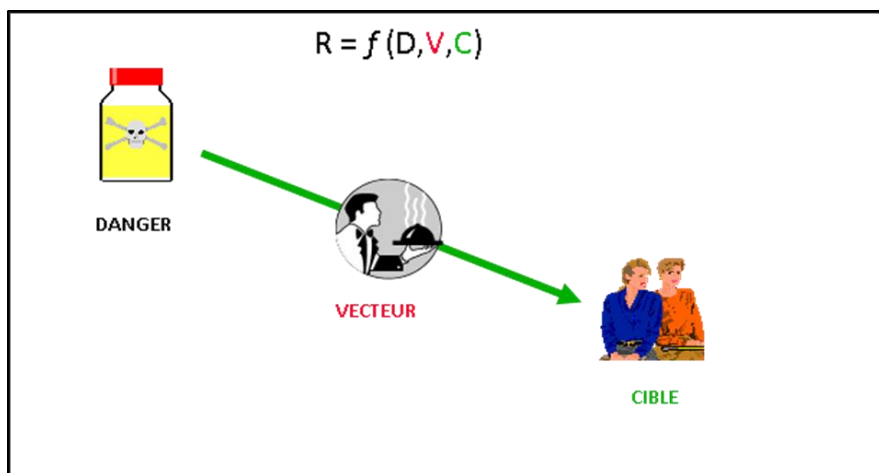 R = f (D,V,C)
DANGER
VECTEUR
CIBLE